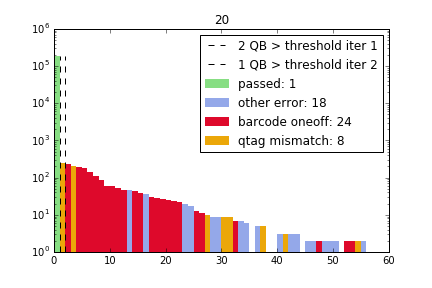 20
10^6
10^5
10^4
10^3
10^2
10^1
10^0
2 QB > threshold iter 1
2 QB > threshold iter 2
passed: 1
other error: 18
barcode oneoff: 24
qtag mismatch: 8
0 10 20 30 40 50 60